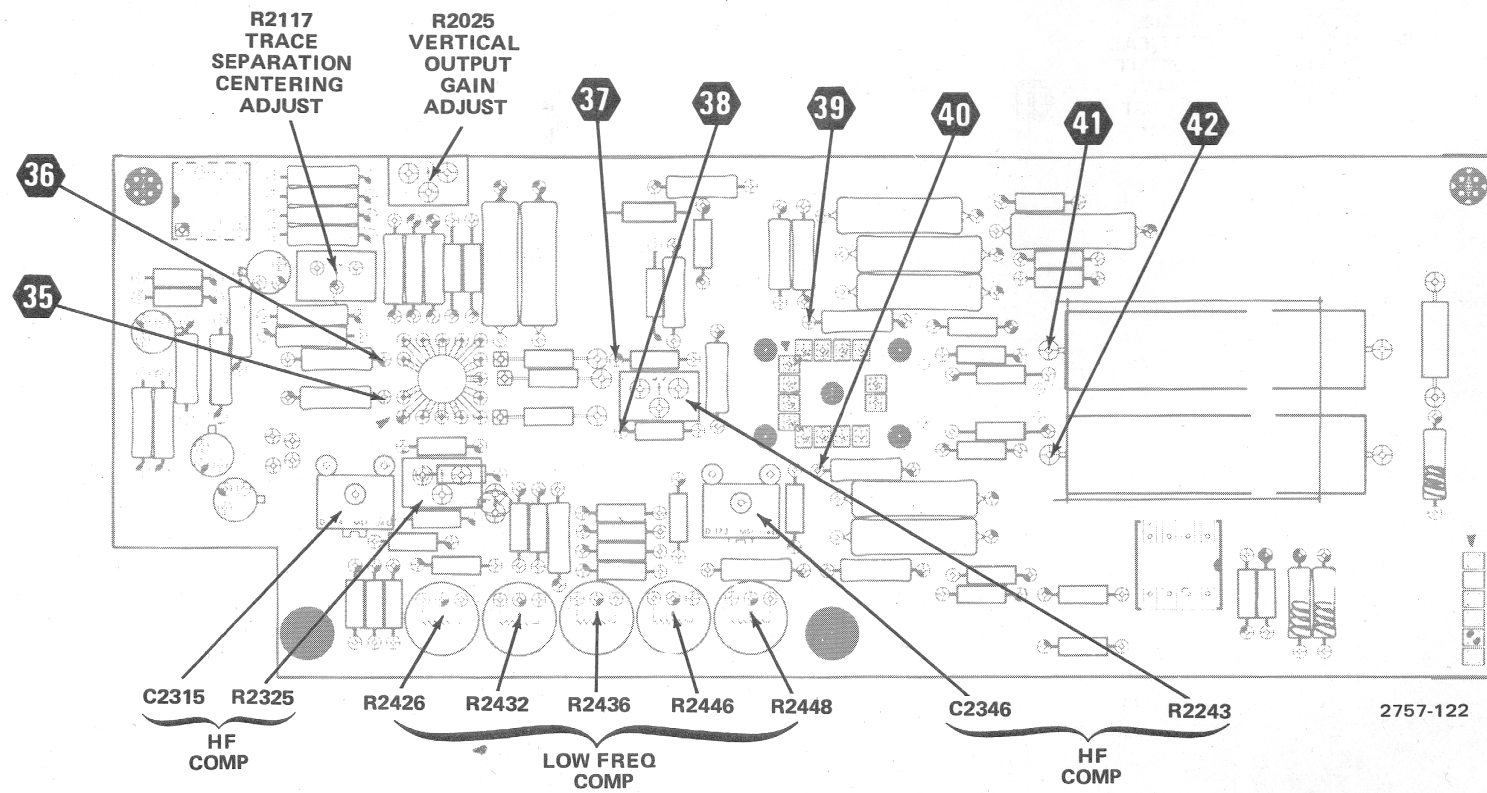 R2117
TRACE
SEPARATION
CENTERING
ADJUST
R2025
VERTICAL
OUTPUT
GAIN
ADJUST
37
38
39
40
41
42
36
35
C2315
R2325
HF
COMP
R2426
R2432
R2436
R2446
R2448
LOW FREQ
COMP
C2346
R2243
HF
COMP
2757-122